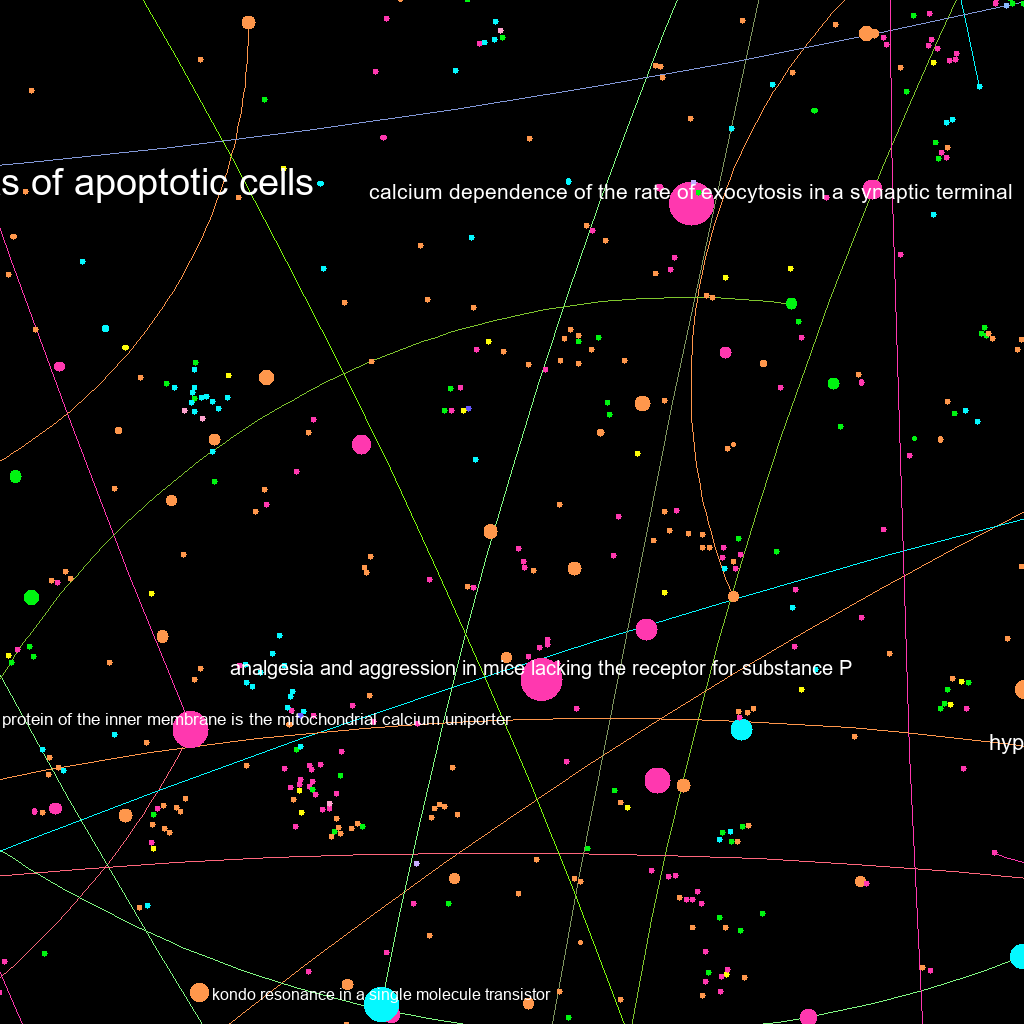 s of apoptotic cells
calcium dependence of the rate of exocytosis in a synaptic terminal
analgesia and aggression in mice lacking the receptor for substance P
protein of the inner membrane is the mitochondrial calcium uniporter
hyp
kondo resonance in a single molecule transistor